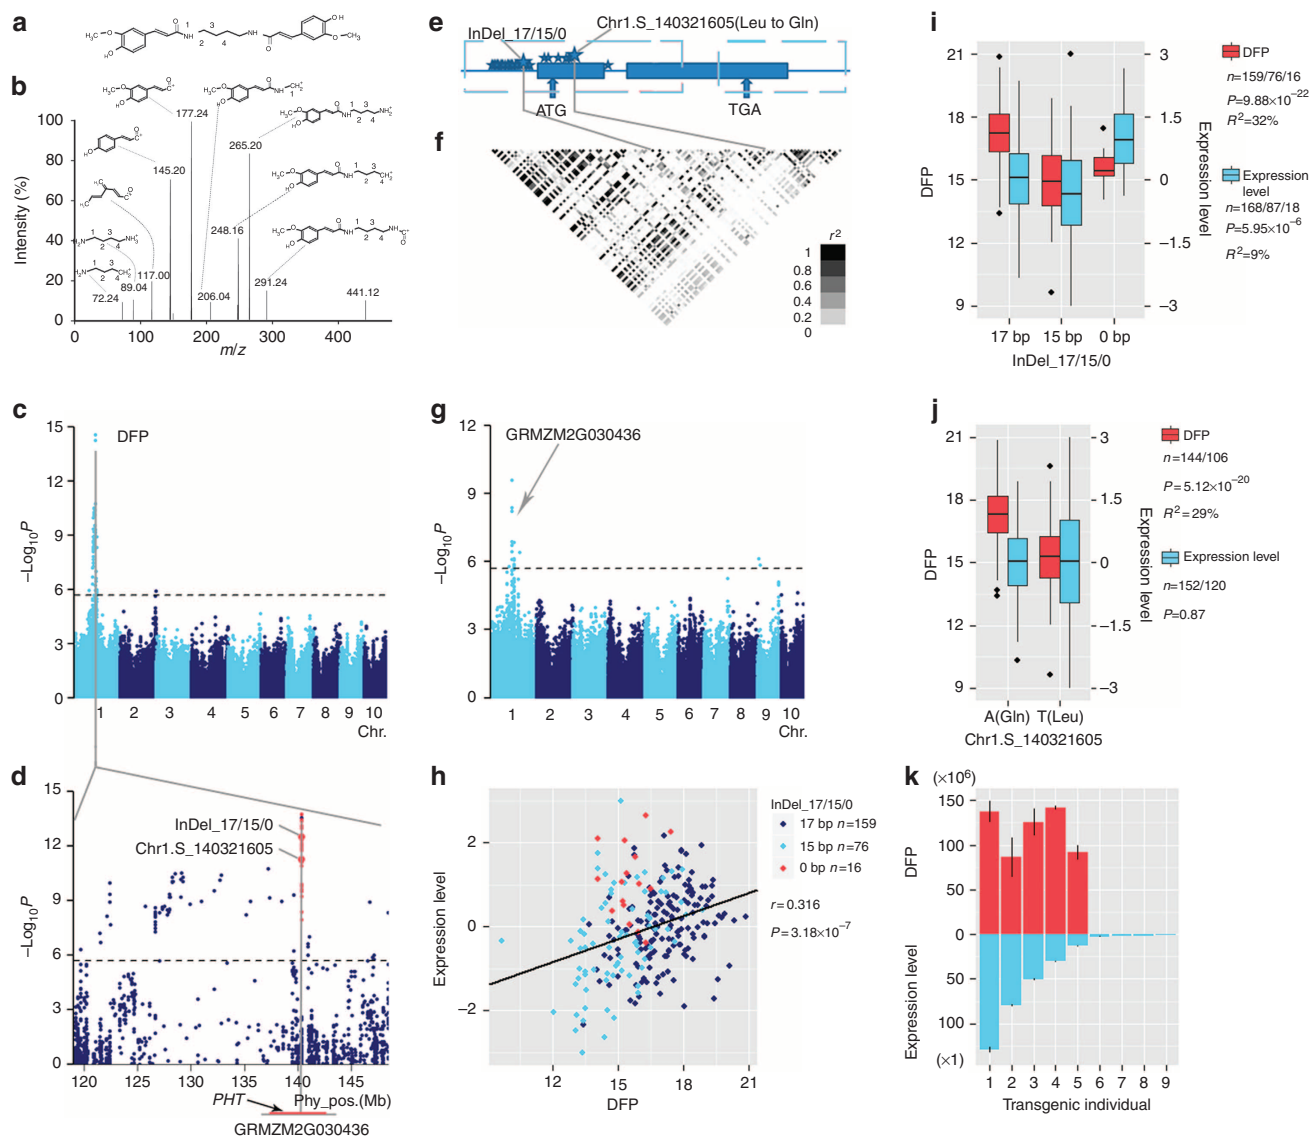 a
H₃CO
HO
O
NH
1
3
2
4
NH
O
OH
OCH₃
b
Intensity (%)
100
80
60
40
20
0
0
100
200
300
400
m/z
72.24
89.04
117.00
145.20
177.24
206.04
248.16
265.20
291.24
441.12
c
DFP
–Log₁₀P
15
12
9
6
3
0
1 2 3 4 5 6 7 8 9 10
Chr.
d
–Log₁₀P
15
12
9
6
3
0
InDel_17/15/0
Chr1.S_140321605
120 125 130 135 140 145
PHT
Phy_pos.(Mb)
GRMZM2G030436
e
InDel_17/15/0
Chr1.S_140321605(Leu to Gln)
ATG
TGA
f
r²
1
0.8
0.6
0.4
0.2
0
g
GRMZM2G030436
–Log₁₀P
12
9
6
3
0
1 2 3 4 5 6 7 8 9 10
Chr.
h
Expression level
2
0
−2
12 15 18 21
DFP
InDel_17/15/0
17 bp n=159
15 bp n=76
0 bp n=16
r=0.316
P=3.18×10⁻⁷
i
DFP
21
18
15
12
9
3
1.5
0
−1.5
−3
Expression level
17 bp 15 bp 0 bp
InDel_17/15/0
DFP
n=159/76/16
P=9.88×10⁻²²
R²=32%
Expression
level
n=168/87/18
P=5.95×10⁻⁶
R²=9%
j
DFP
21
18
15
12
9
3
1.5
0
−1.5
−3
Expression level
A(Gln) T(Leu)
Chr1.S_140321605
DFP
n=144/106
P=5.12×10⁻²⁰
R²=29%
Expression level
n=152/120
P=0.87
k
(×10⁶)
150
100
50
0
50
100
(×1)
DFP
Expression level
1 2 3 4 5 6 7 8 9
Transgenic individual